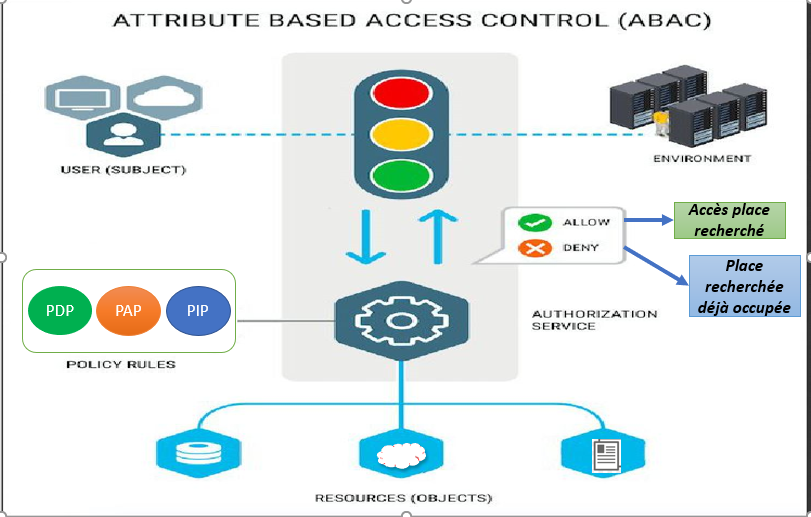 ATTRIBUTE BASED ACCESS CONTROL (ABAC)
USER (SUBJECT)
ENVIRONMENT
ALLOW
DENY
Accès place
recherché
Place
recherchée
déjà occupée
PDP
PAP
PIP
POLICY RULES
AUTHORIZATION
SERVICE
RESOURCES (OBJECTS)